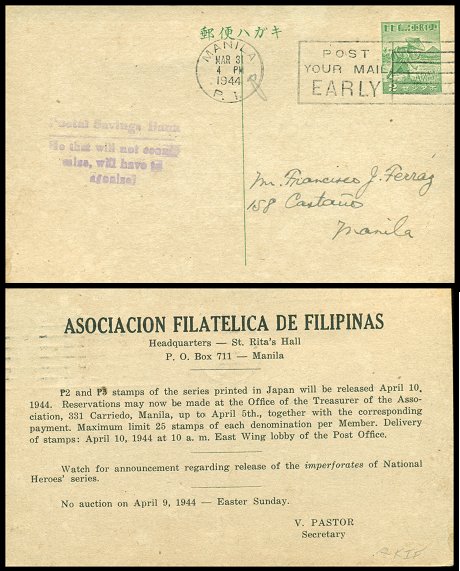 郵便ハガキ
MANILA
MAR 31
4 PM
1944
P. I.
POST
YOUR MAIL
EARLY
2
Postal Savings Bank
He that will not econo
mize, will have to
agonize!
Mr. Francisco J. Ferraz
158 Castaño
Manila
ASOCIACION FILATELICA DE FILIPINAS
Headquarters — St. Rita's Hall
P. O. Box 711 — Manila
₱2 and ₱5 stamps of the series printed in Japan will be released April 10,
1944. Reservations may now be made at the Office of the Treasurer of the Asso-
ciation, 331 Carriedo, Manila, up to April 5th., together with the corresponding
payment. Maximum limit 25 stamps of each denomination per Member. Delivery
of stamps: April 10, 1944 at 10 a. m. East Wing lobby of the Post Office.
Watch for announcement regarding release of the imperforates of National
Heroes' series.
No auction on April 9, 1944 — Easter Sunday.
V. PASTOR
Secretary